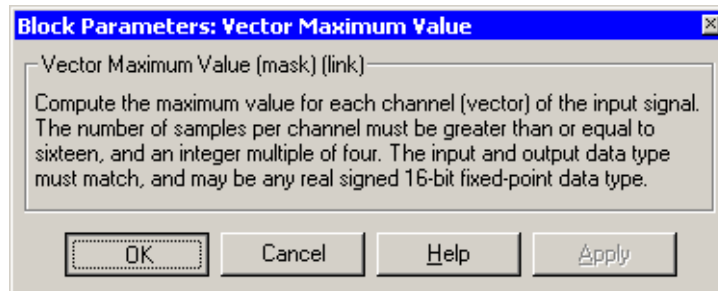 Block Parameters: Vector Maximum Value
Vector Maximum Value (mask) (link)
Compute the maximum value for each channel (vector) of the input signal.
The number of samples per channel must be greater than or equal to
sixteen, and an integer multiple of four. The input and output data type
must match, and may be any real signed 16-bit fixed-point data type.
OK Cancel Help Apply